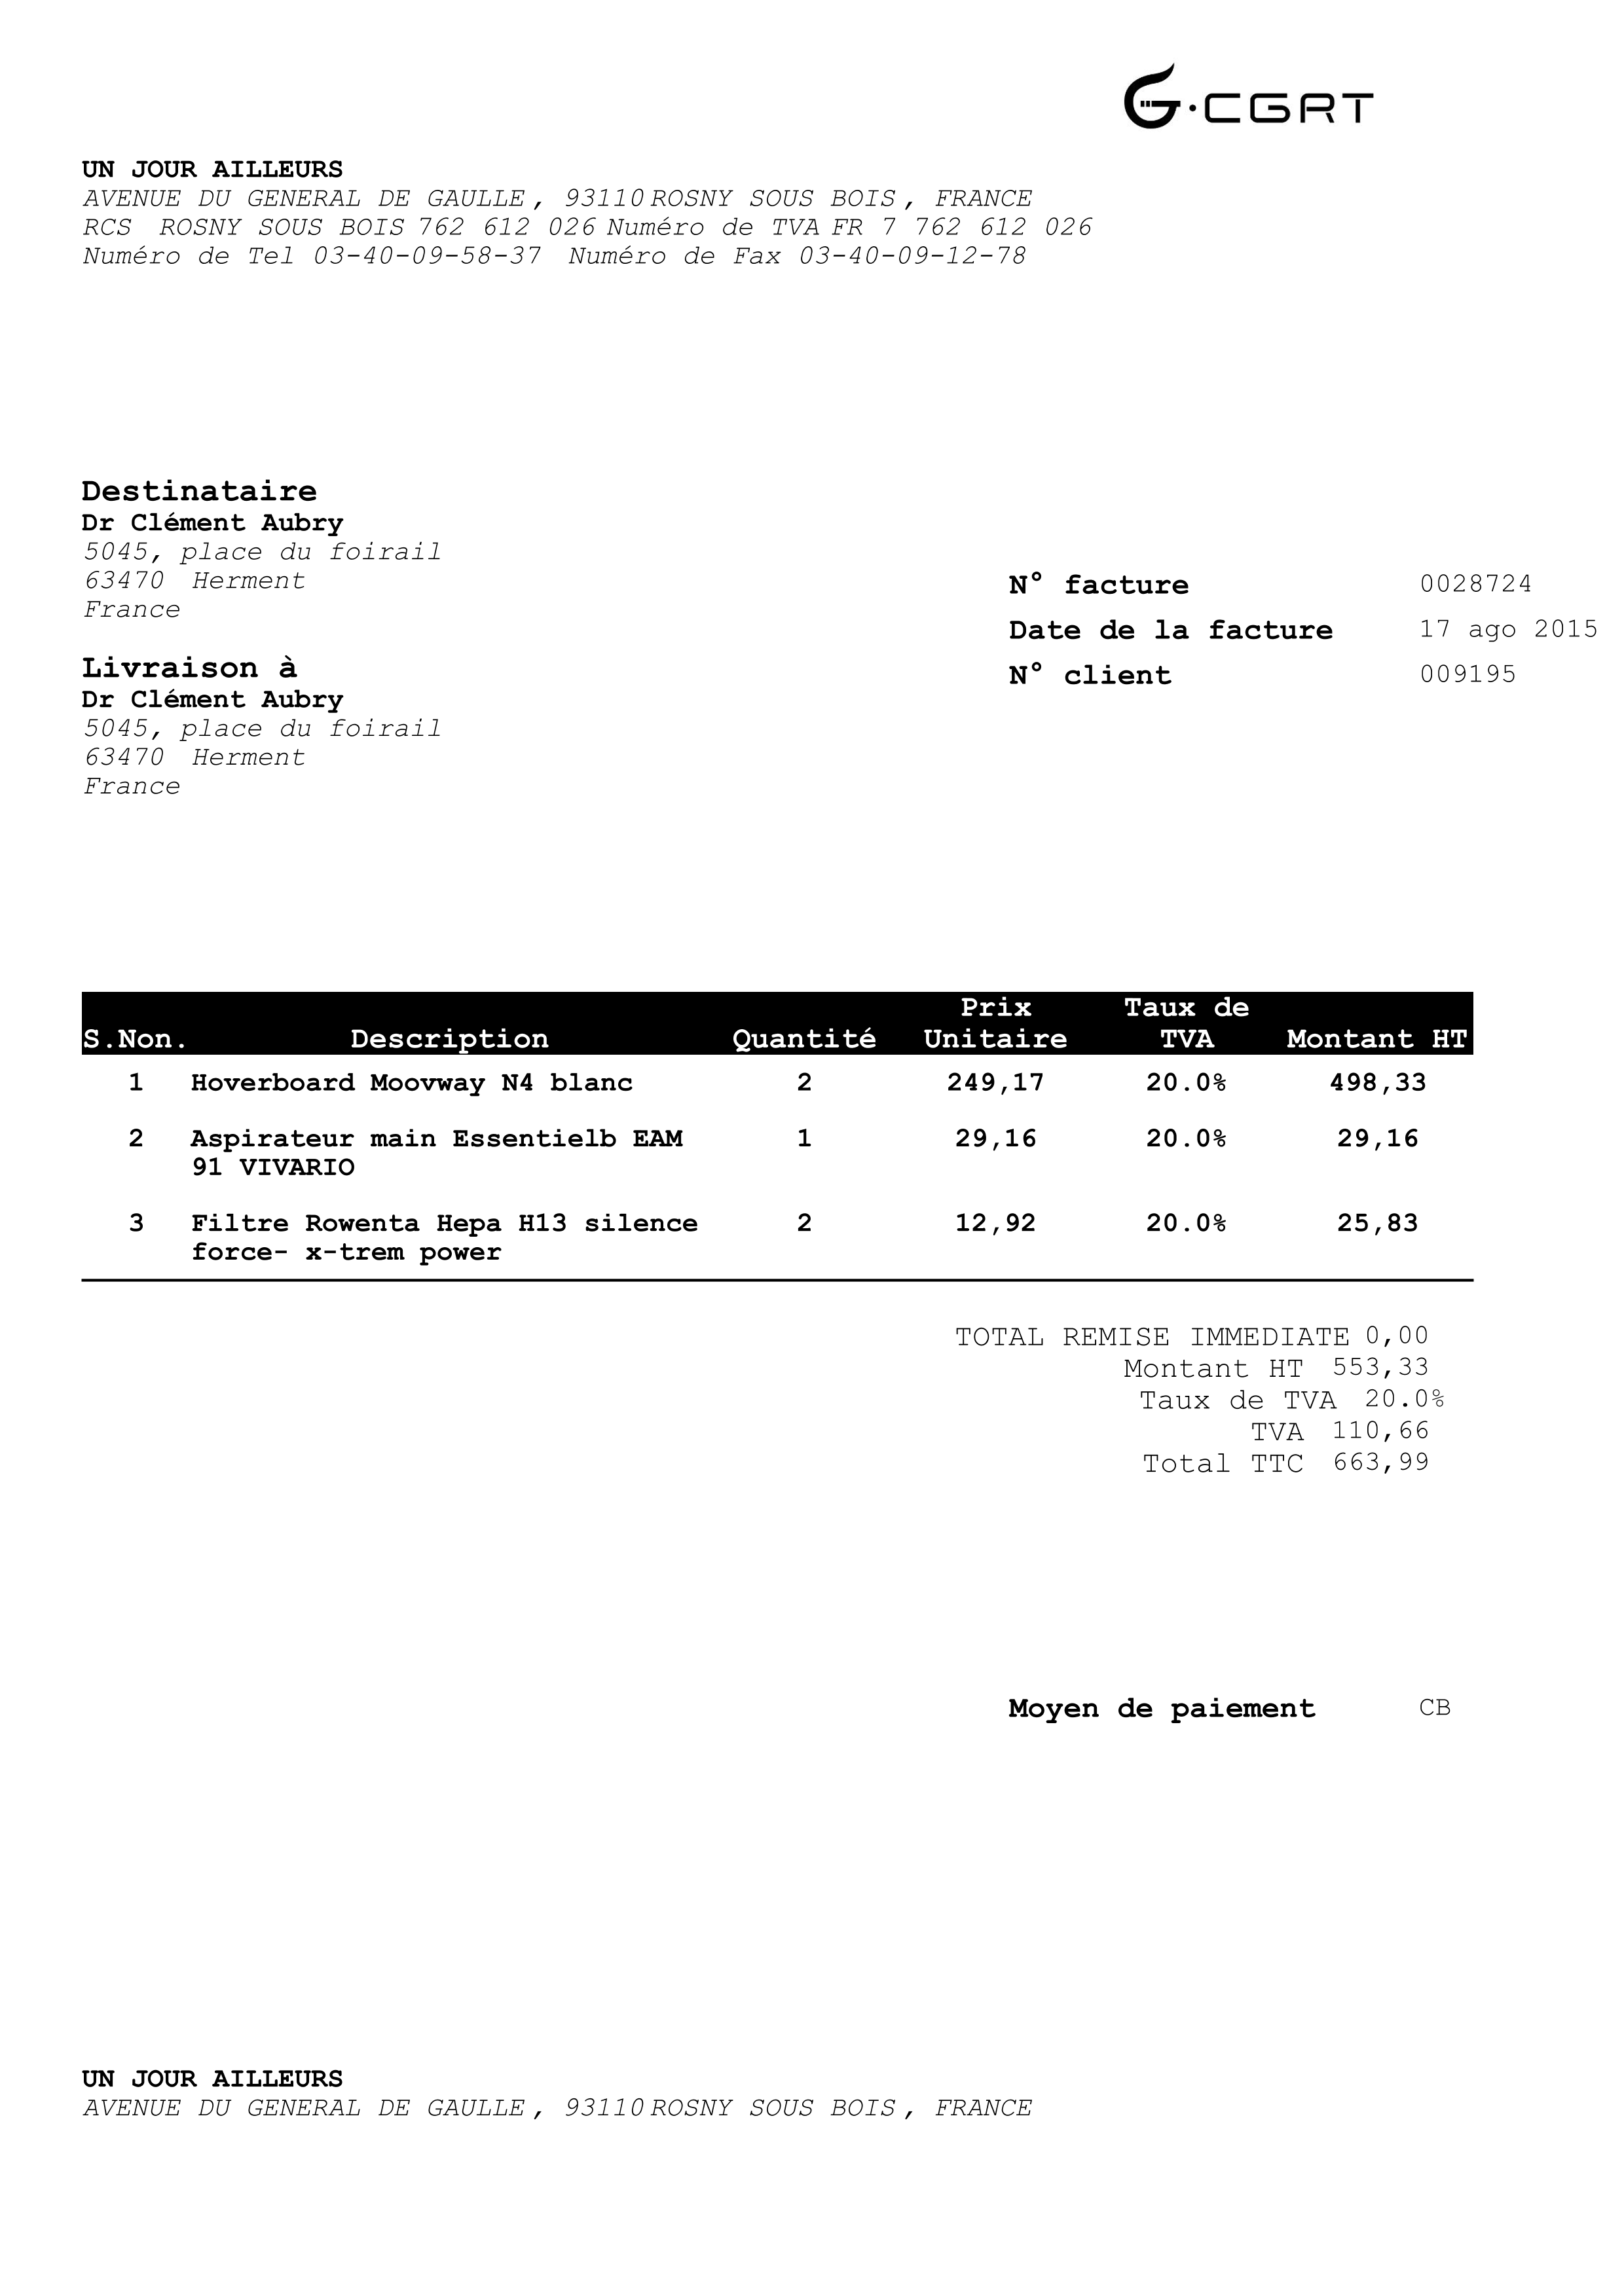 G·CGRT
UN JOUR AILLEURS
AVENUE DU GENERAL DE GAULLE , 93110 ROSNY SOUS BOIS , FRANCE
RCS ROSNY SOUS BOIS 762 612 026 Numéro de TVA FR 7 762 612 026
Numéro de Tel 03-40-09-58-37 Numéro de Fax 03-40-09-12-78
Destinataire
Dr Clément Aubry
5045, place du foirail
63470 Herment
France
N° facture 0028724
Date de la facture 17 ago 2015
N° client 009195
Livraison à
Dr Clément Aubry
5045, place du foirail
63470 Herment
France
Prix Taux de
S.Non. Description Quantité Unitaire TVA Montant HT
1 Hoverboard Moovway N4 blanc 2 249,17 20.0% 498,33
2 Aspirateur main Essentielb EAM 1 29,16 20.0% 29,16
91 VIVARIO
3 Filtre Rowenta Hepa H13 silence 2 12,92 20.0% 25,83
force- x-trem power
TOTAL REMISE IMMEDIATE 0,00
Montant HT 553,33
Taux de TVA 20.0%
TVA 110,66
Total TTC 663,99
Moyen de paiement CB
UN JOUR AILLEURS
AVENUE DU GENERAL DE GAULLE , 93110 ROSNY SOUS BOIS , FRANCE